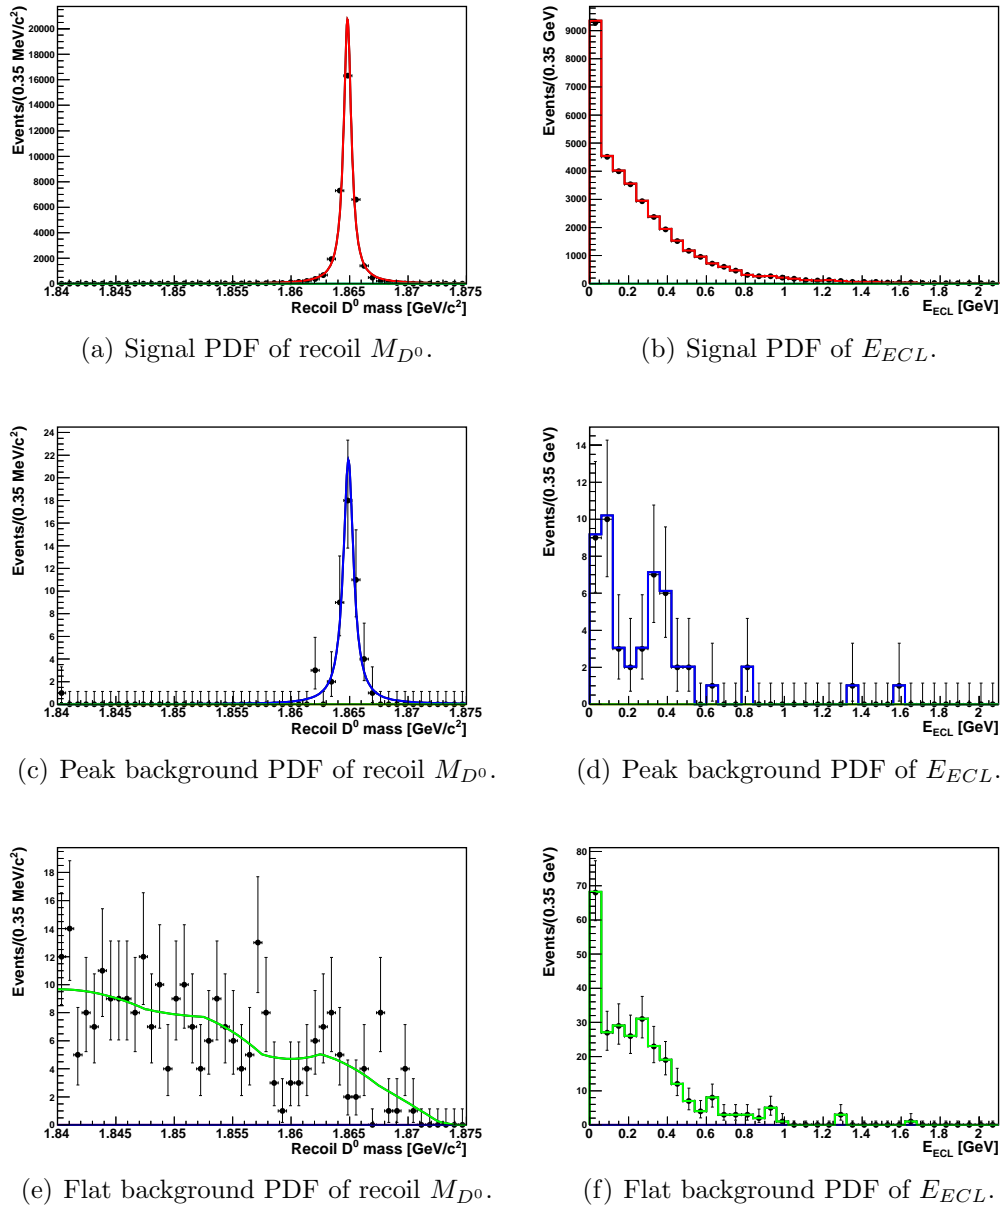 Events/(0.35 MeV/c²)
20000
18000
16000
14000
12000
10000
8000
6000
4000
2000
0
1.84 1.845 1.85 1.855 1.86 1.865 1.87 1.875
Recoil D⁰ mass [GeV/c²]
(a) Signal PDF of recoil M_{D⁰}.
Events/(0.35 GeV)
9000
8000
7000
6000
5000
4000
3000
2000
1000
0
0 0.2 0.4 0.6 0.8 1 1.2 1.4 1.6 1.8 2
E_{ECL} [GeV]
(b) Signal PDF of E_{ECL}.
Events/(0.35 MeV/c²)
24
22
20
18
16
14
12
10
8
6
4
2
0
1.84 1.845 1.85 1.855 1.86 1.865 1.87 1.875
Recoil D⁰ mass [GeV/c²]
(c) Peak background PDF of recoil M_{D⁰}.
Events/(0.35 GeV)
14
12
10
8
6
4
2
0
0 0.2 0.4 0.6 0.8 1 1.2 1.4 1.6 1.8 2
E_{ECL} [GeV]
(d) Peak background PDF of E_{ECL}.
Events/(0.35 MeV/c²)
18
16
14
12
10
8
6
4
2
0
1.84 1.845 1.85 1.855 1.86 1.865 1.87 1.875
Recoil D⁰ mass [GeV/c²]
(e) Flat background PDF of recoil M_{D⁰}.
Events/(0.35 GeV)
80
70
60
50
40
30
20
10
0
0 0.2 0.4 0.6 0.8 1 1.2 1.4 1.6 1.8 2
E_{ECL} [GeV]
(f) Flat background PDF of E_{ECL}.